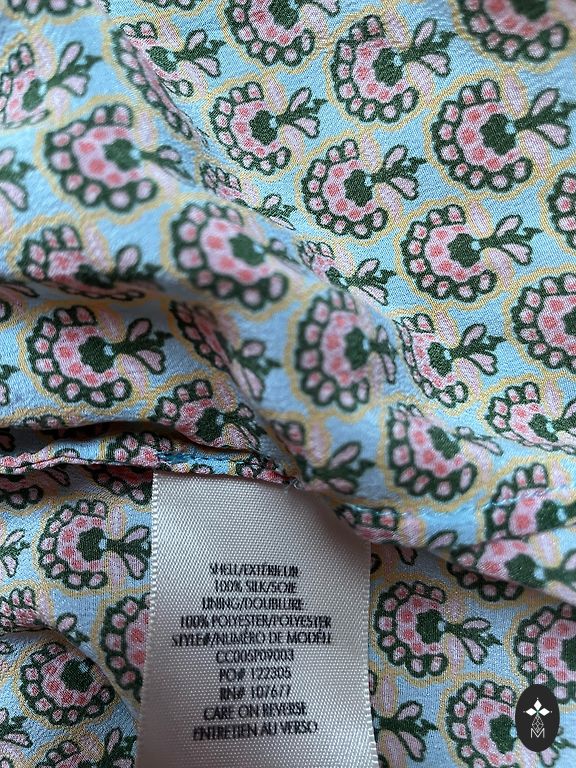 SHELL/EXTÉRIEUR
100% SILK/SOIE
LINING/DOUBLURE
100% POLYESTER/POLYESTER
STYLE#/NUMÉRO DE MODÈLE
CC006P09003
PO# 122305
RN# 107677
CARE ON REVERSE
ENTRETIEN AU VERSO
M